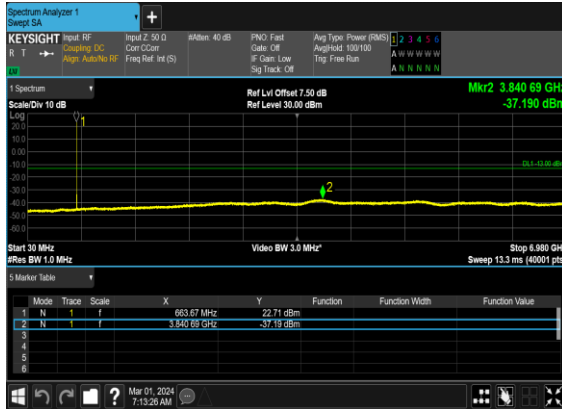 Spectrum Analyzer 1
Swept SA
+
KEYSIGHT Input: RF Input Z: 50 Ω #Atten: 40 dB PNO: Fast Avg Type: Power (RMS) 1 2 3 4 5 6
R T Coupling: DC Corr CCorr Gate: Off Avg|Hold: 100/100 A W W W W W
Align: Auto/No RF Freq Ref: Int (S) IF Gain: Low Trig: Free Run
Sig Track: Off A N N N N N
LU
1 Spectrum
Ref Lvl Offset 7.50 dB Mkr2 3.840 69 GHz
Scale/Div 10 dB Ref Level 30.00 dBm -37.190 dBm
Log
1
20.0
10.0
0.00
-10.0 DL1 -13.00 dBm
-20.0
-30.0 2
-40.0
-50.0
-60.0
Start 30 MHz Video BW 3.0 MHz* Stop 6.980 GHz
#Res BW 1.0 MHz Sweep 13.3 ms (40001 pts)
5 Marker Table
Mode Trace Scale X Y Function Function Width Function Value
1 N 1 f 663.67 MHz 22.71 dBm
2 N 1 f 3.840 69 GHz -37.19 dBm
3
4
5
6
? Mar 01, 2024
7:13:26 AM